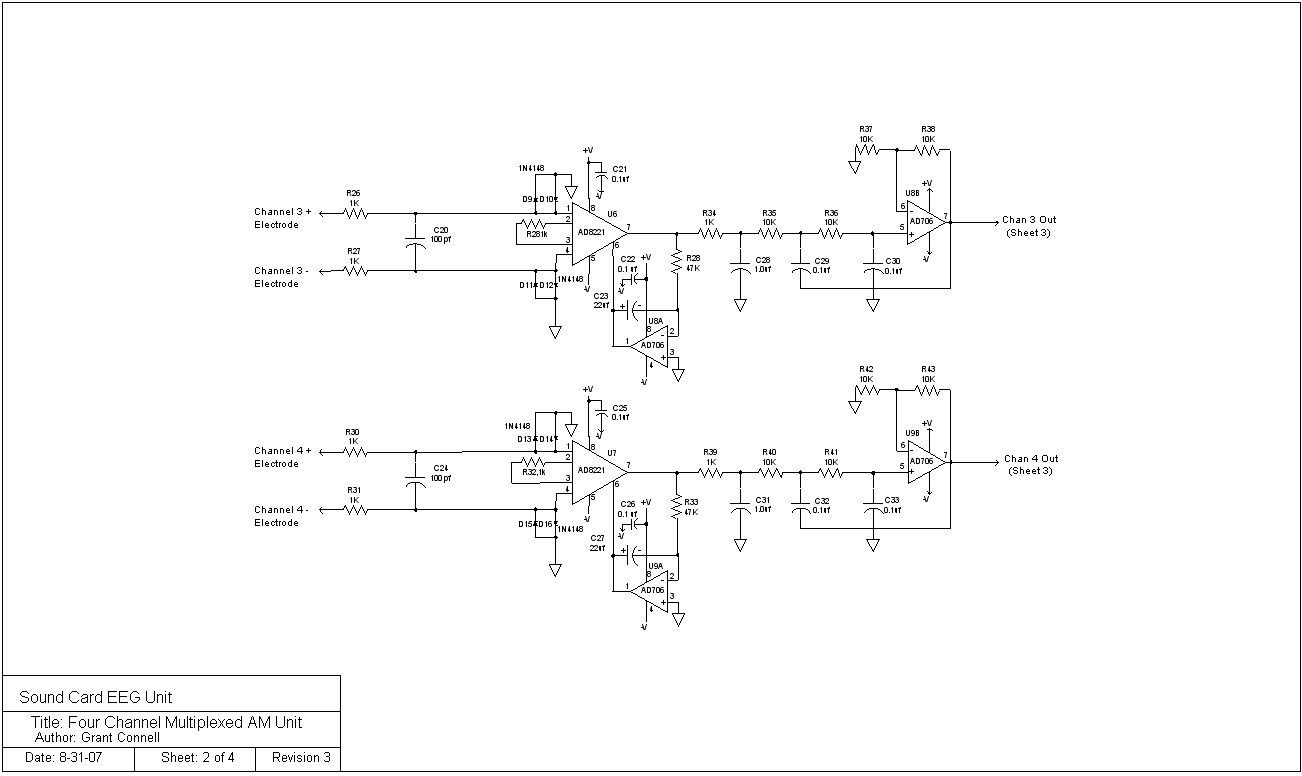 R37
10K
R38
10K
+V
C21
0.1uf
-V
1N4148
U8B
+V
R26
1K
D9
D10
8
1
U6
6
-
7
Chan 3 Out
(Sheet 3)
Channel 3 +
Electrode
2
R281k
AD8221
7
R34
1K
R35
10K
R36
10K
5
+
AD706
C20
100pf
3
6
4
R27
1K
5
-V
C22
0.1uf
+V
R28
47K
C28
1.0uf
C29
0.1uf
C30
0.1uf
-V
Channel 3 -
Electrode
D11
D12
1N4148
-V
C23
22uf
+
-
U8A
8
2
-
1
AD706
3
+
4
-V
+V
C25
0.1uf
-V
R42
10K
R43
10K
1N4148
U9B
+V
R30
1K
D13
D14
8
1
U7
6
-
7
Chan 4 Out
(Sheet 3)
Channel 4 +
Electrode
2
R32,1k
AD8221
7
R39
1K
R40
10K
R41
10K
5
+
AD706
C24
100pf
3
6
4
R31
1K
5
-V
C26
0.1uf
+V
R33
47K
C31
1.0uf
C32
0.1uf
C33
0.1uf
-V
Channel 4 -
Electrode
D15
D16
1N4148
-V
C27
22uf
+
-
U9A
8
2
-
1
AD706
3
+
4
-V
Sound Card EEG Unit
Title: Four Channel Multiplexed AM Unit
Author: Grant Connell
Date: 8-31-07
Sheet: 2 of 4
Revision 3